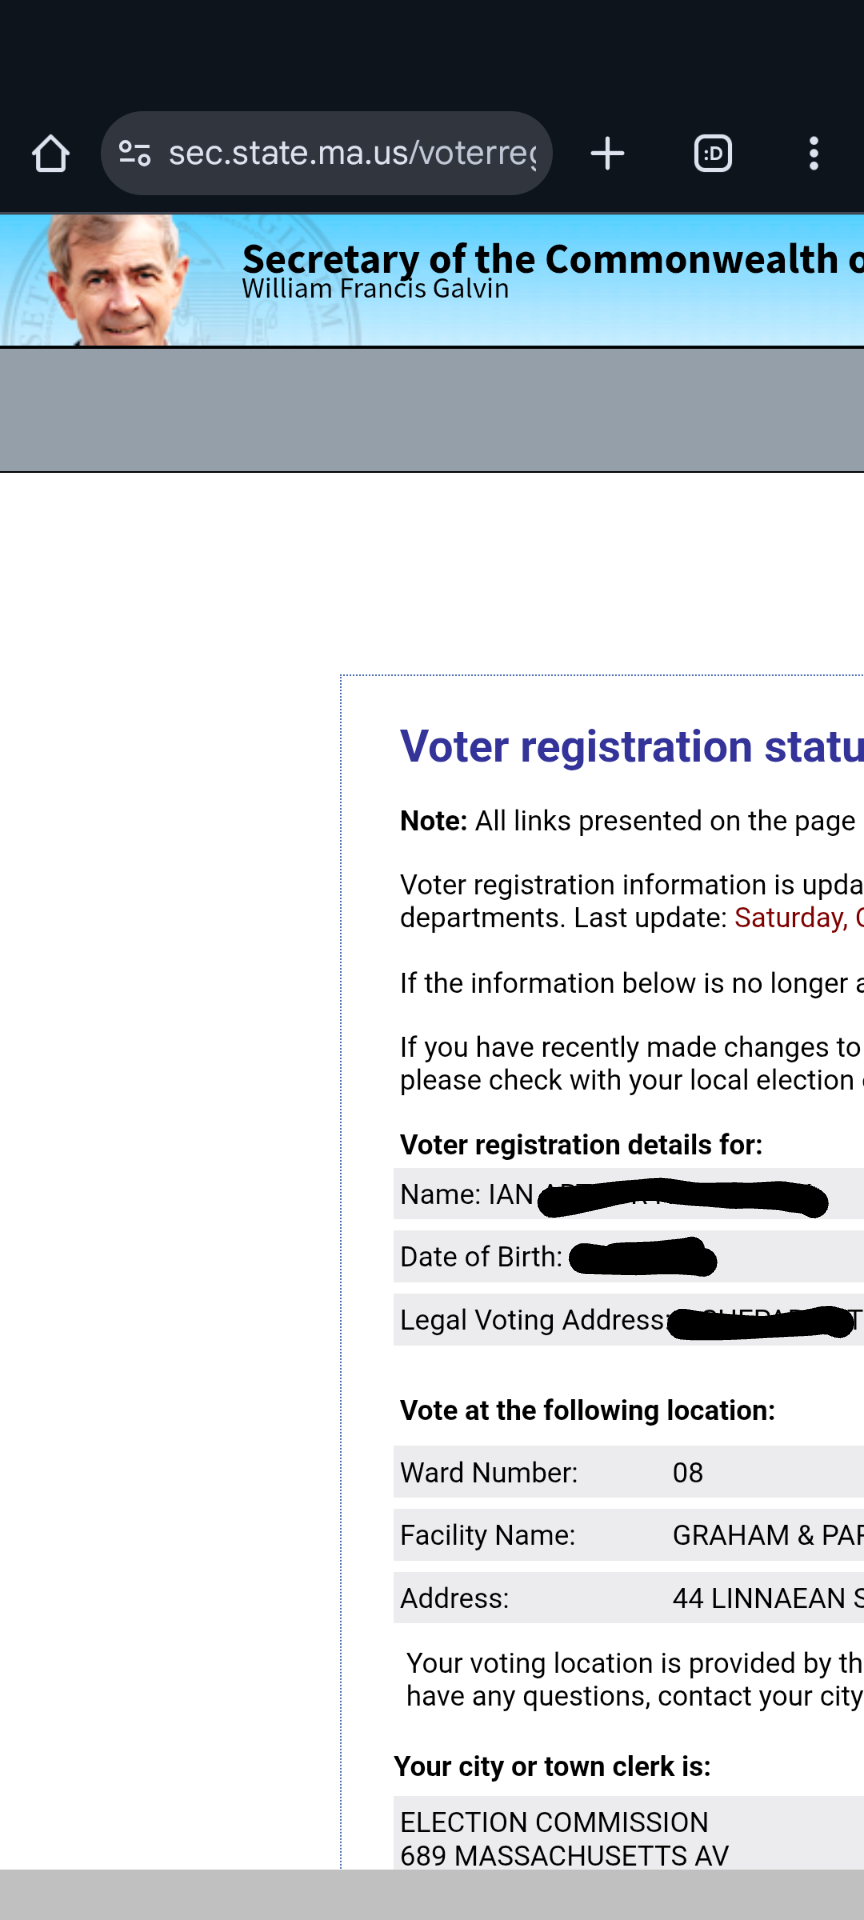 sec.state.ma.us/voterreg
:D
Secretary of the Commonwealth o
William Francis Galvin
Voter registration statu
Note: All links presented on the page
Voter registration information is upda
departments. Last update: Saturday,
If the information below is no longer a
If you have recently made changes to
please check with your local election
Voter registration details for:
Name: IAN
Date of Birth:
Legal Voting Address:
Vote at the following location:
Ward Number: 08
Facility Name: GRAHAM & PAR
Address: 44 LINNAEAN S
Your voting location is provided by th
have any questions, contact your city
Your city or town clerk is:
ELECTION COMMISSION
689 MASSACHUSETTS AV